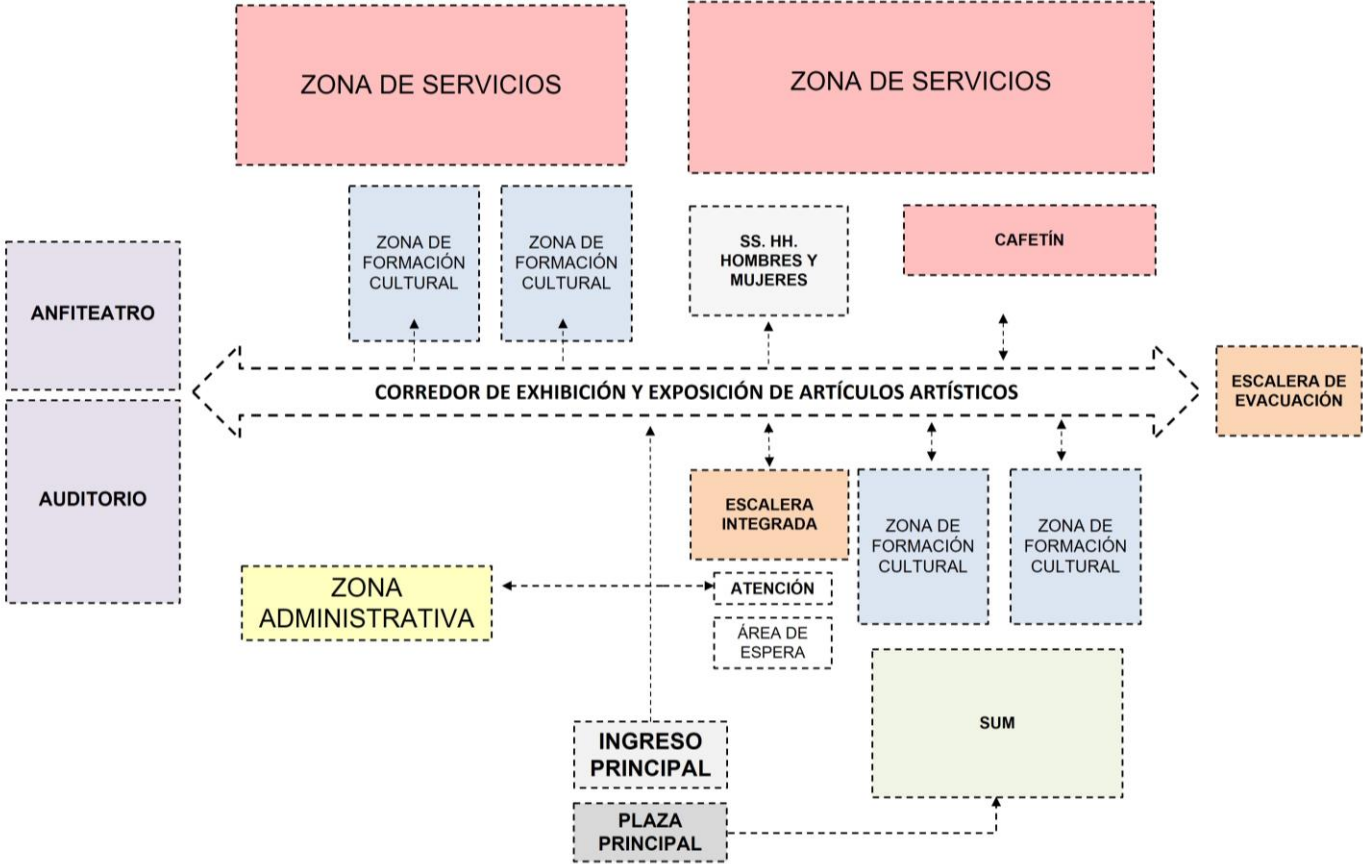 ZONA DE SERVICIOS
ZONA DE SERVICIOS
ZONA DE
FORMACIÓN
CULTURAL
ZONA DE
FORMACIÓN
CULTURAL
SS. HH.
HOMBRES Y
MUJERES
CAFETÍN
ANFITEATRO
CORREDOR DE EXHIBICIÓN Y EXPOSICIÓN DE ARTÍCULOS ARTÍSTICOS
ESCALERA DE
EVACUACIÓN
AUDITORIO
ESCALERA
INTEGRADA
ZONA DE
FORMACIÓN
CULTURAL
ZONA DE
FORMACIÓN
CULTURAL
ZONA
ADMINISTRATIVA
ATENCIÓN
ÁREA DE
ESPERA
SUM
INGRESO
PRINCIPAL
PLAZA
PRINCIPAL